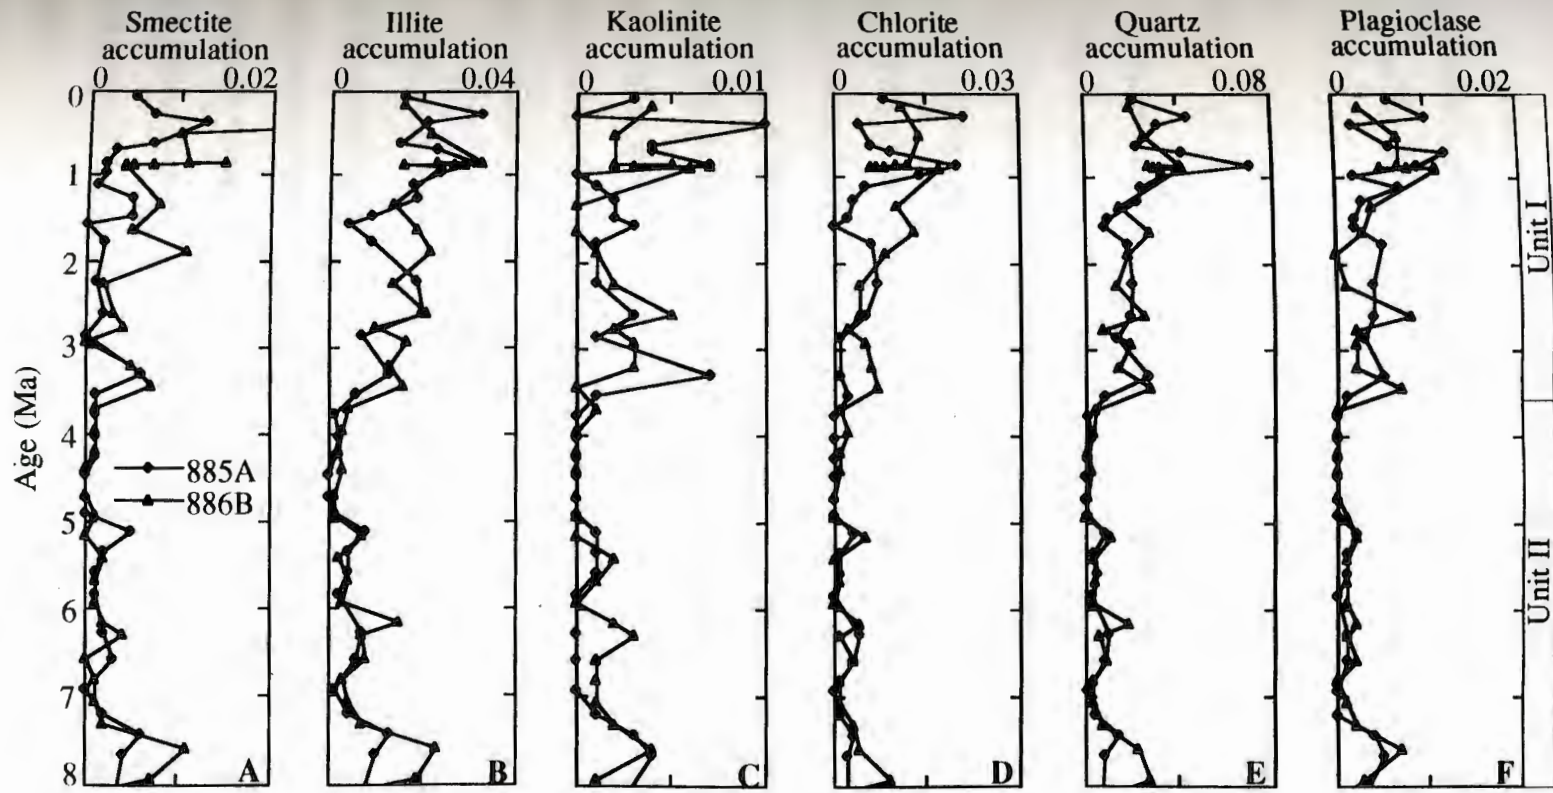 Smectite accumulation
Illite accumulation
Kaolinite accumulation
Chlorite accumulation
Quartz accumulation
Plagioclase accumulation
0 0.02
0 0.04
0 0.01
0 0.03
0 0.08
0 0.02
Age (Ma)
0
1
2
3
4
5
6
7
8
885A
886B
A
B
C
D
E
F
Unit I
Unit II